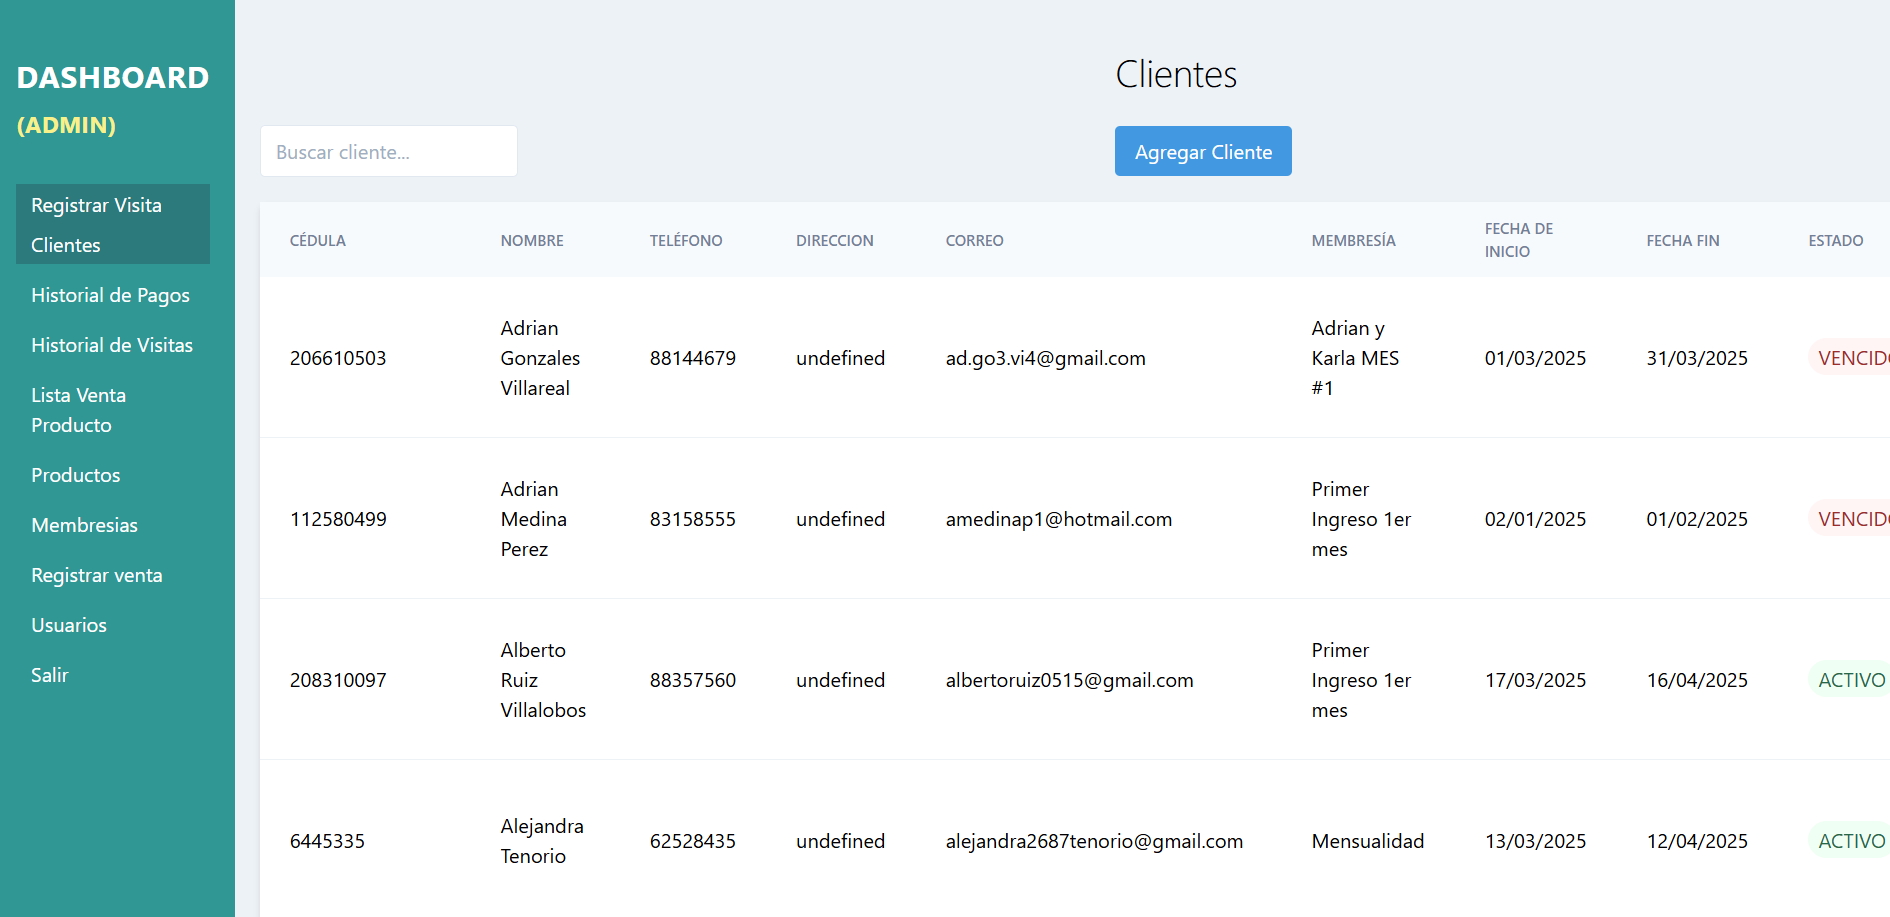 DASHBOARD
(ADMIN)
Registrar Visita
Clientes
Historial de Pagos
Historial de Visitas
Lista Venta
Producto
Productos
Membresias
Registrar venta
Usuarios
Salir
Clientes
Buscar cliente...
Agregar Cliente
CÉDULA NOMBRE TELÉFONO DIRECCION CORREO MEMBRESÍA FECHA DE INICIO FECHA FIN ESTADO
206610503 Adrian Gonzales Villareal 88144679 undefined ad.go3.vi4@gmail.com Adrian y Karla MES #1 01/03/2025 31/03/2025 VENCIDO
112580499 Adrian Medina Perez 83158555 undefined amedinap1@hotmail.com Primer Ingreso 1er mes 02/01/2025 01/02/2025 VENCIDO
208310097 Alberto Ruiz Villalobos 88357560 undefined albertoruiz0515@gmail.com Primer Ingreso 1er mes 17/03/2025 16/04/2025 ACTIVO
6445335 Alejandra Tenorio 62528435 undefined alejandra2687tenorio@gmail.com Mensualidad 13/03/2025 12/04/2025 ACTIVO